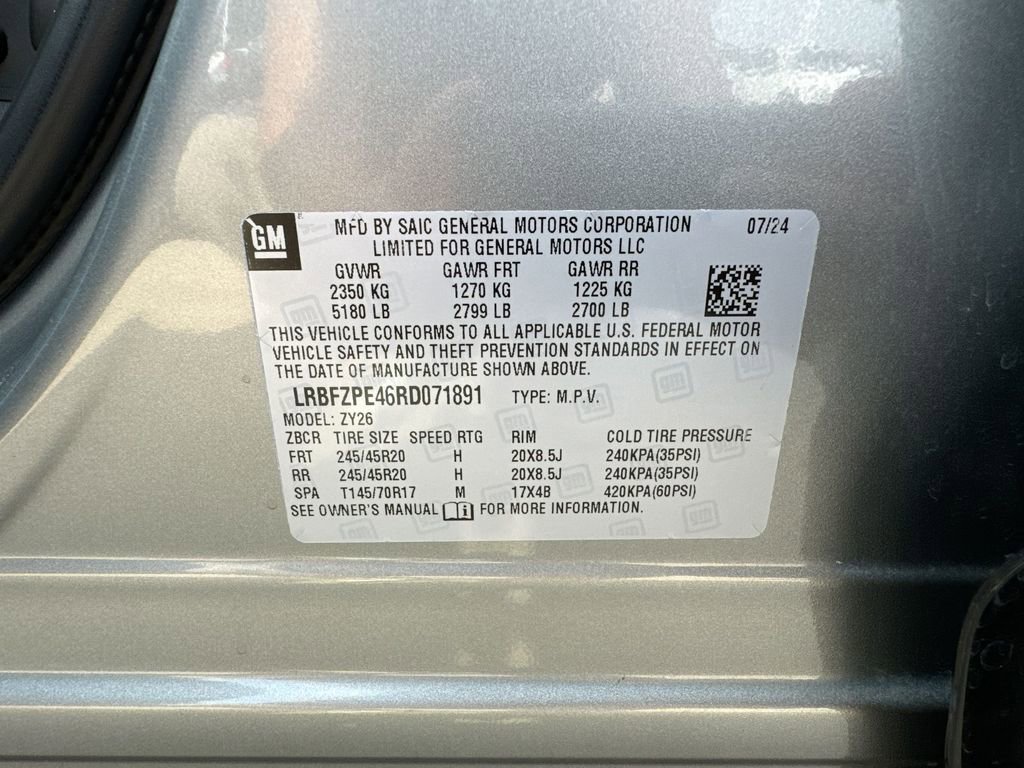 GM MFD BY SAIC GENERAL MOTORS CORPORATION 07/24
LIMITED FOR GENERAL MOTORS LLC
GVWR GAWR FRT GAWR RR
2350 KG 1270 KG 1225 KG
5180 LB 2799 LB 2700 LB
THIS VEHICLE CONFORMS TO ALL APPLICABLE U.S. FEDERAL MOTOR
VEHICLE SAFETY AND THEFT PREVENTION STANDARDS IN EFFECT ON
THE DATE OF MANUFACTURE SHOWN ABOVE.
LRBFZPE46RD071891 TYPE: M.P.V.
MODEL: ZY26
ZBCR TIRE SIZE SPEED RTG RIM COLD TIRE PRESSURE
FRT 245/45R20 H 20X8.5J 240KPA(35PSI)
RR 245/45R20 H 20X8.5J 240KPA(35PSI)
SPA T145/70R17 M 17X4B 420KPA(60PSI)
SEE OWNER'S MANUAL i FOR MORE INFORMATION.